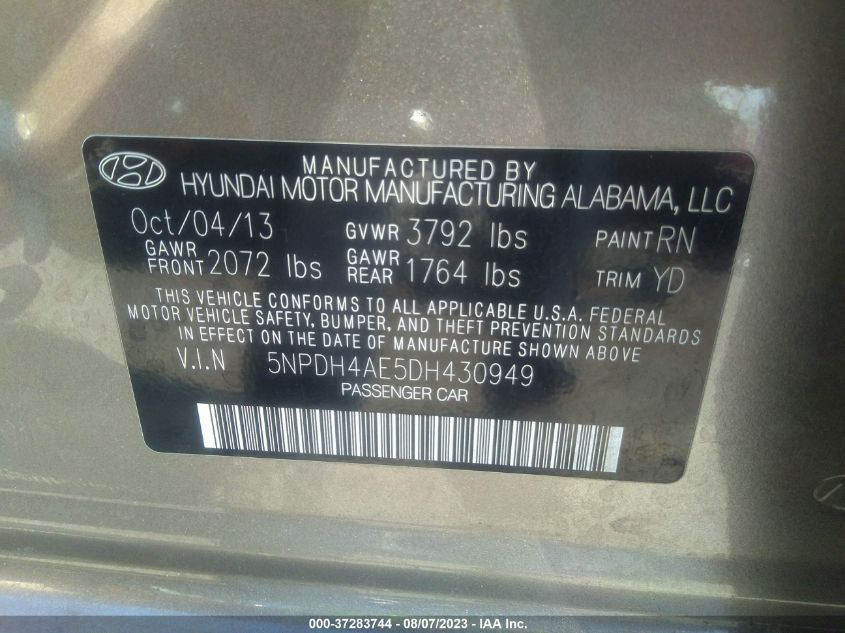 MANUFACTURED BY
HYUNDAI MOTOR MANUFACTURING ALABAMA, LLC
Oct/04/13 GVWR 3792 lbs PAINT RN
GAWR FRONT 2072 lbs GAWR REAR 1764 lbs TRIM YD
THIS VEHICLE CONFORMS TO ALL APPLICABLE U.S.A. FEDERAL
MOTOR VEHICLE SAFETY, BUMPER, AND THEFT PREVENTION STANDARDS
IN EFFECT ON THE DATE OF MANUFACTURE SHOWN ABOVE
V.I.N 5NPDH4AE5DH430949
PASSENGER CAR
000-37283744 - 08/07/2023 - IAA Inc.